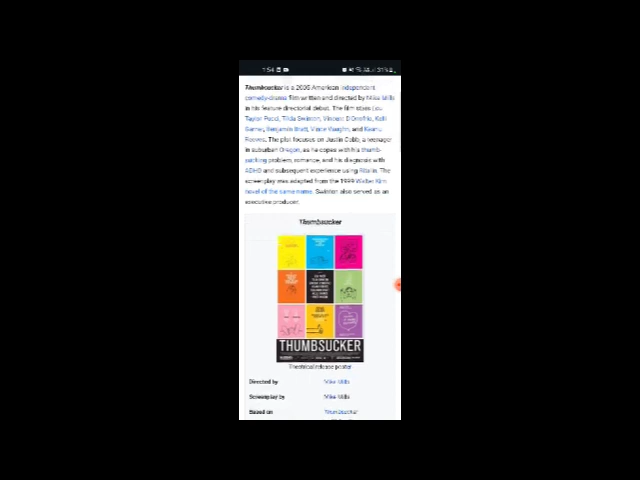 1:54
Thumbsucker is a 2005 American independent
comedy-drama film written and directed by Mike Mills
in his feature directorial debut. The film stars Lou
Taylor Pucci, Tilda Swinton, Vincent D'Onofrio, Kelli
Garner, Benjamin Bratt, Vince Vaughn, and Keanu
Reeves. The plot focuses on Justin Cobb, a teenager
in suburban Oregon, as he copes with his thumb-
sucking problem, romance, and his diagnosis with
ADHD and subsequent experience using Ritalin. The
screenplay was adapted from the 1999 Walter Kirn
novel of the same name. Swinton also served as an
executive producer.
Thumbsucker
THUMBSUCKER
Theatrical release poster
Directed by Mike Mills
Screenplay by Mike Mills
Based on Thumbsucker